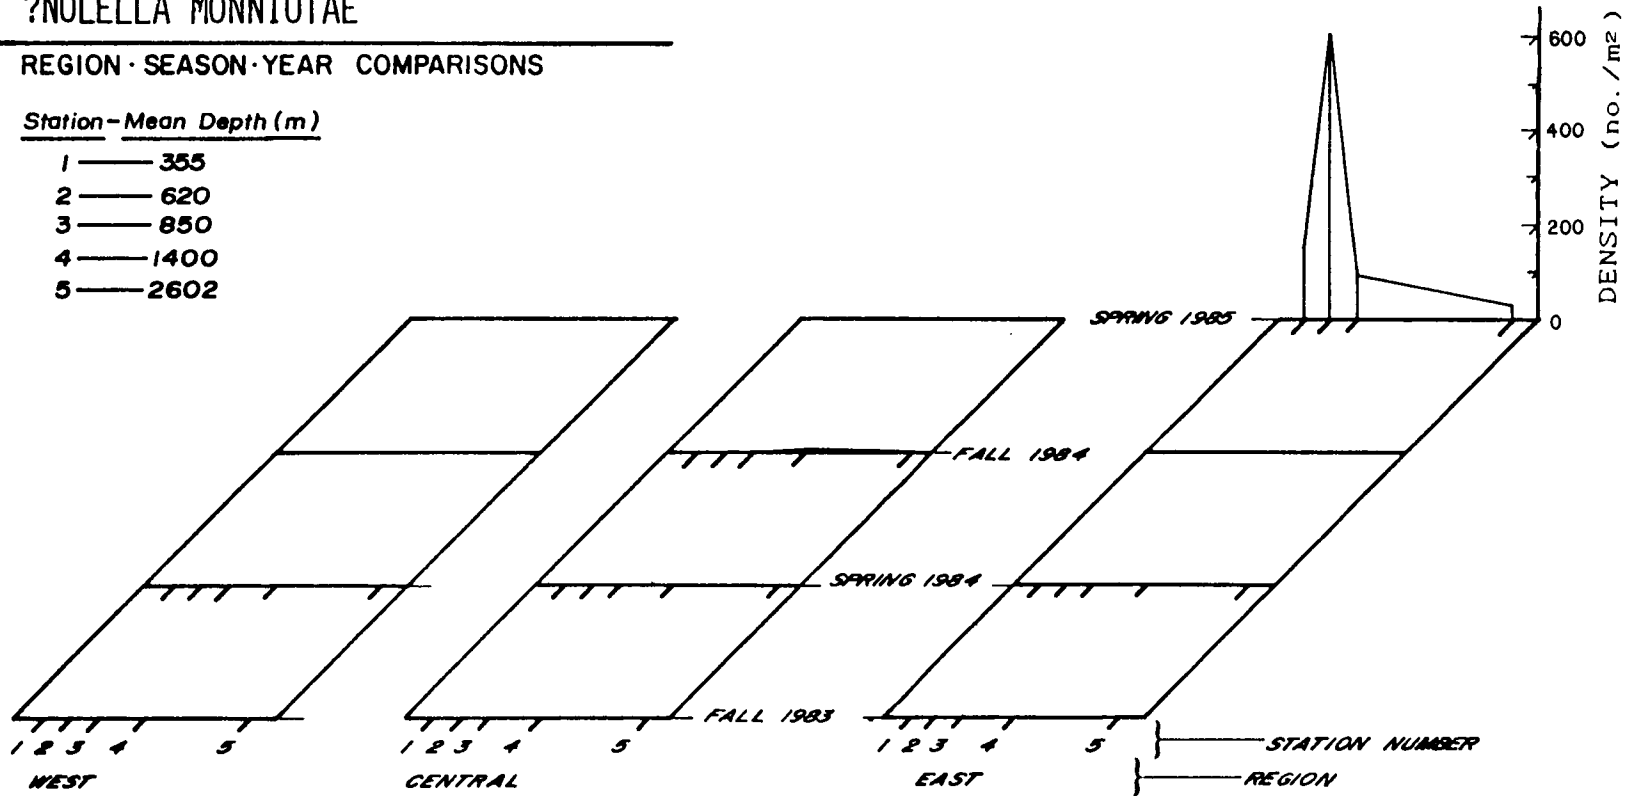 ?NOLELLA MONNIOTAE
REGION · SEASON · YEAR COMPARISONS
Station - Mean Depth (m)
1 — 355
2 — 620
3 — 850
4 — 1400
5 — 2602
600
400
200
0
DENSITY (no./m²)
SPRING 1985
FALL 1984
SPRING 1984
FALL 1983
1 2 3 4 5
1 2 3 4 5
1 2 3 4 5
STATION NUMBER
WEST
CENTRAL
EAST
REGION